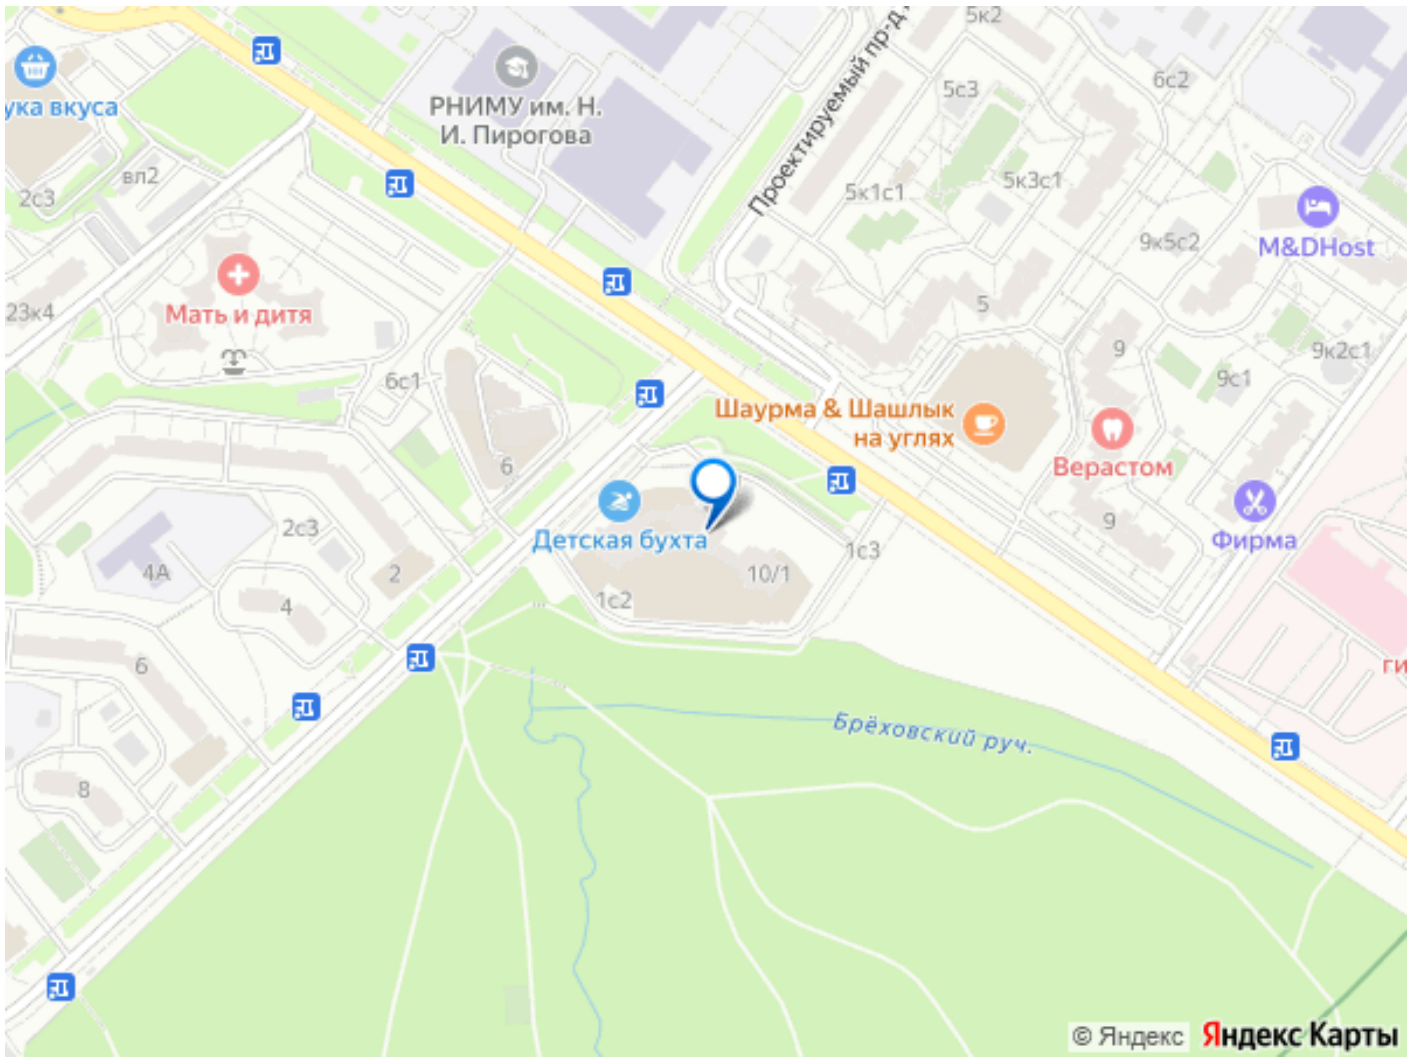 5к2
Проектируемый пр-д,
6с2
5с3
РНИМУ им. Н.
И. Пирогова
ука вкуса
вл2
2с3
5к1с1
5к3с1
9к5с2
M&DHost
Мать и дитя
23к4
5
9
9к2с1
9с1
6с1
Шаурма & Шашлык
на углях
6
Верастом
9
Фирма
Детская бухта
1с3
2с3
4А
2
10/1
1с2
4
6
ги
Брёховский руч.
8
© Яндекс Яндекс Карты